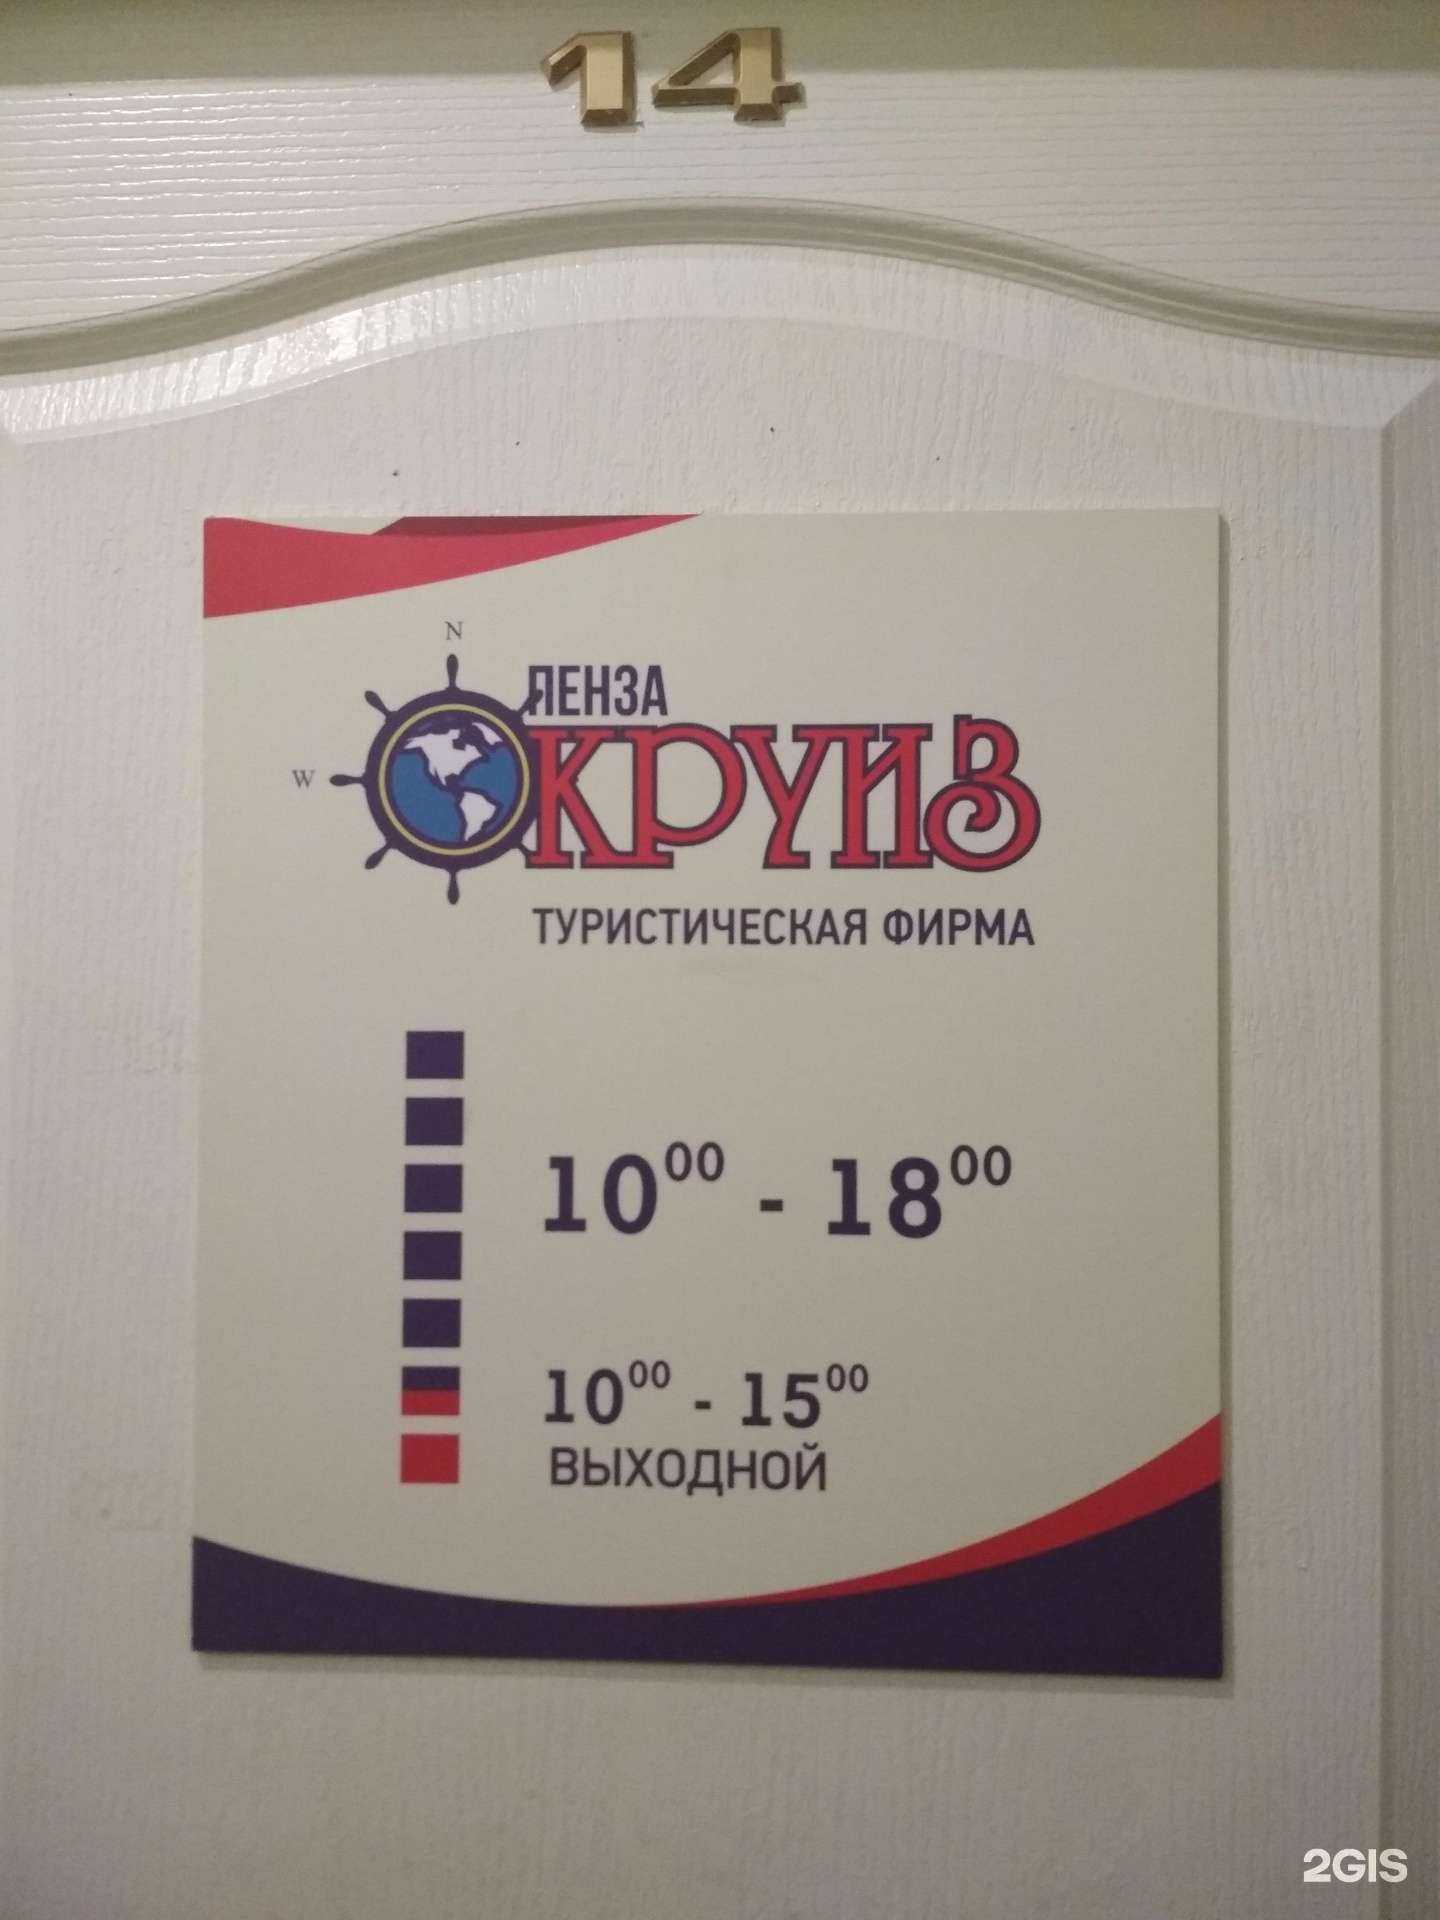 14
N
W
ПЕНЗА
КРУИЗ
ТУРИСТИЧЕСКАЯ ФИРМА
10⁰⁰ - 18⁰⁰
10⁰⁰ - 15⁰⁰
ВЫХОДНОЙ
2GIS